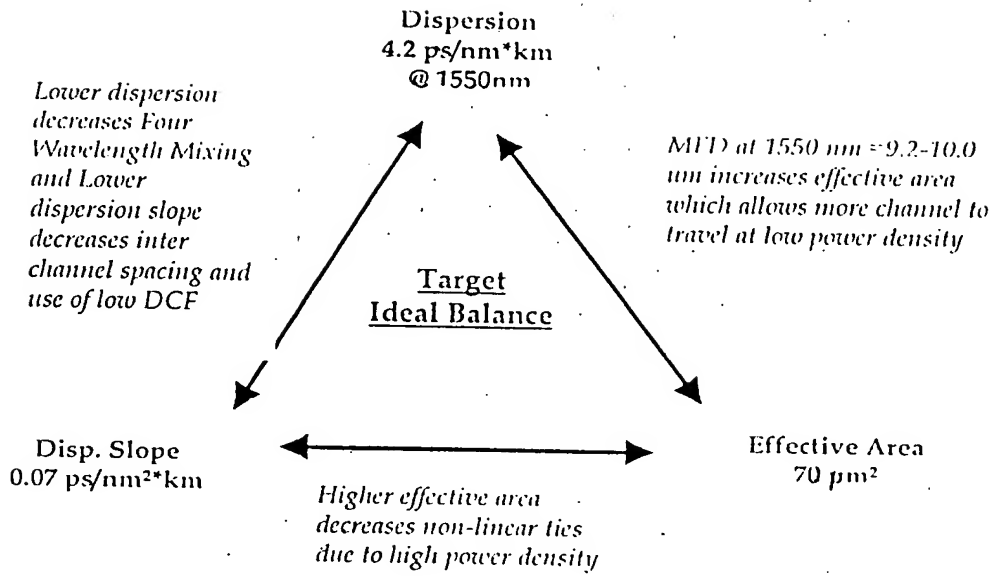 Dispersion
4.2 ps/nm*km
@ 1550nm
Lower dispersion
decreases Four
Wavelength Mixing
and Lower
dispersion slope
decreases inter
channel spacing and
use of low DCF
MFD at 1550 nm =9.2-10.0
um increases effective area
which allows more channel to
travel at low power density
Target
Ideal Balance
Disp. Slope
0.07 ps/nm²*km
Effective Area
70 µm²
Higher effective area
decreases non-linear ties
due to high power density